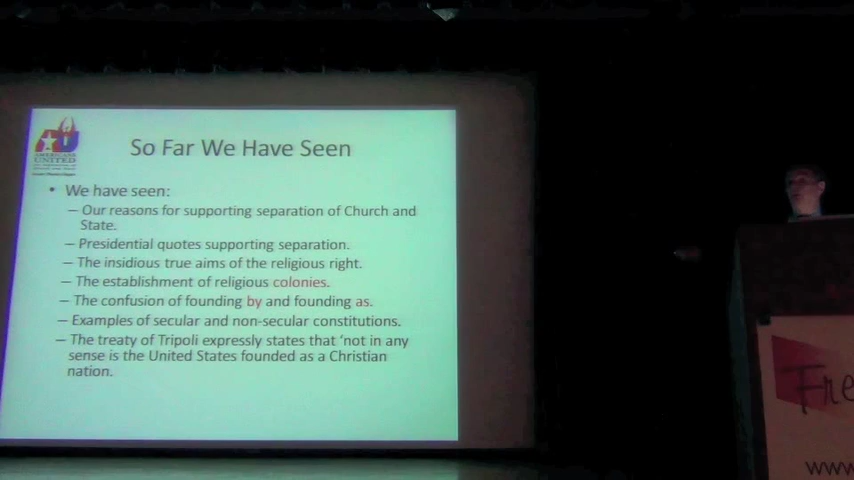 AU
AMERICANS
UNITED
So Far We Have Seen
• We have seen:
– Our reasons for supporting separation of Church and
State.
– Presidential quotes supporting separation.
– The insidious true aims of the religious right.
– The establishment of religious colonies.
– The confusion of founding by and founding as.
– Examples of secular and non-secular constitutions.
– The treaty of Tripoli expressly states that ‘not in any
sense is the United States founded as a Christian
nation.
Fre
www